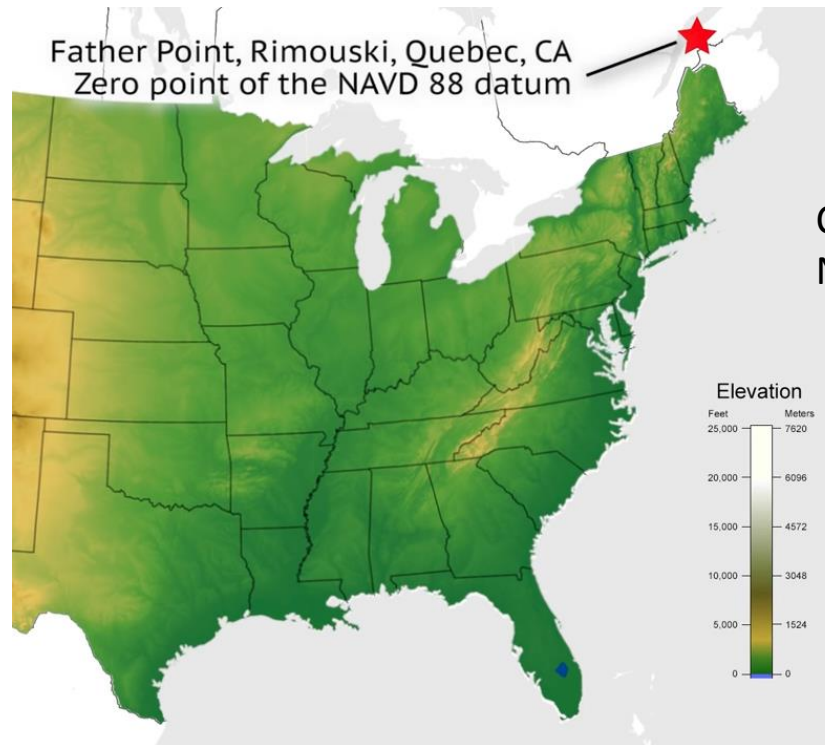 Father Point, Rimouski, Quebec, CA
Zero point of the NAVD 88 datum
Elevation
Feet Meters
25,000 7620
20,000 6096
15,000 4572
10,000 3048
5,000 1524
0 0